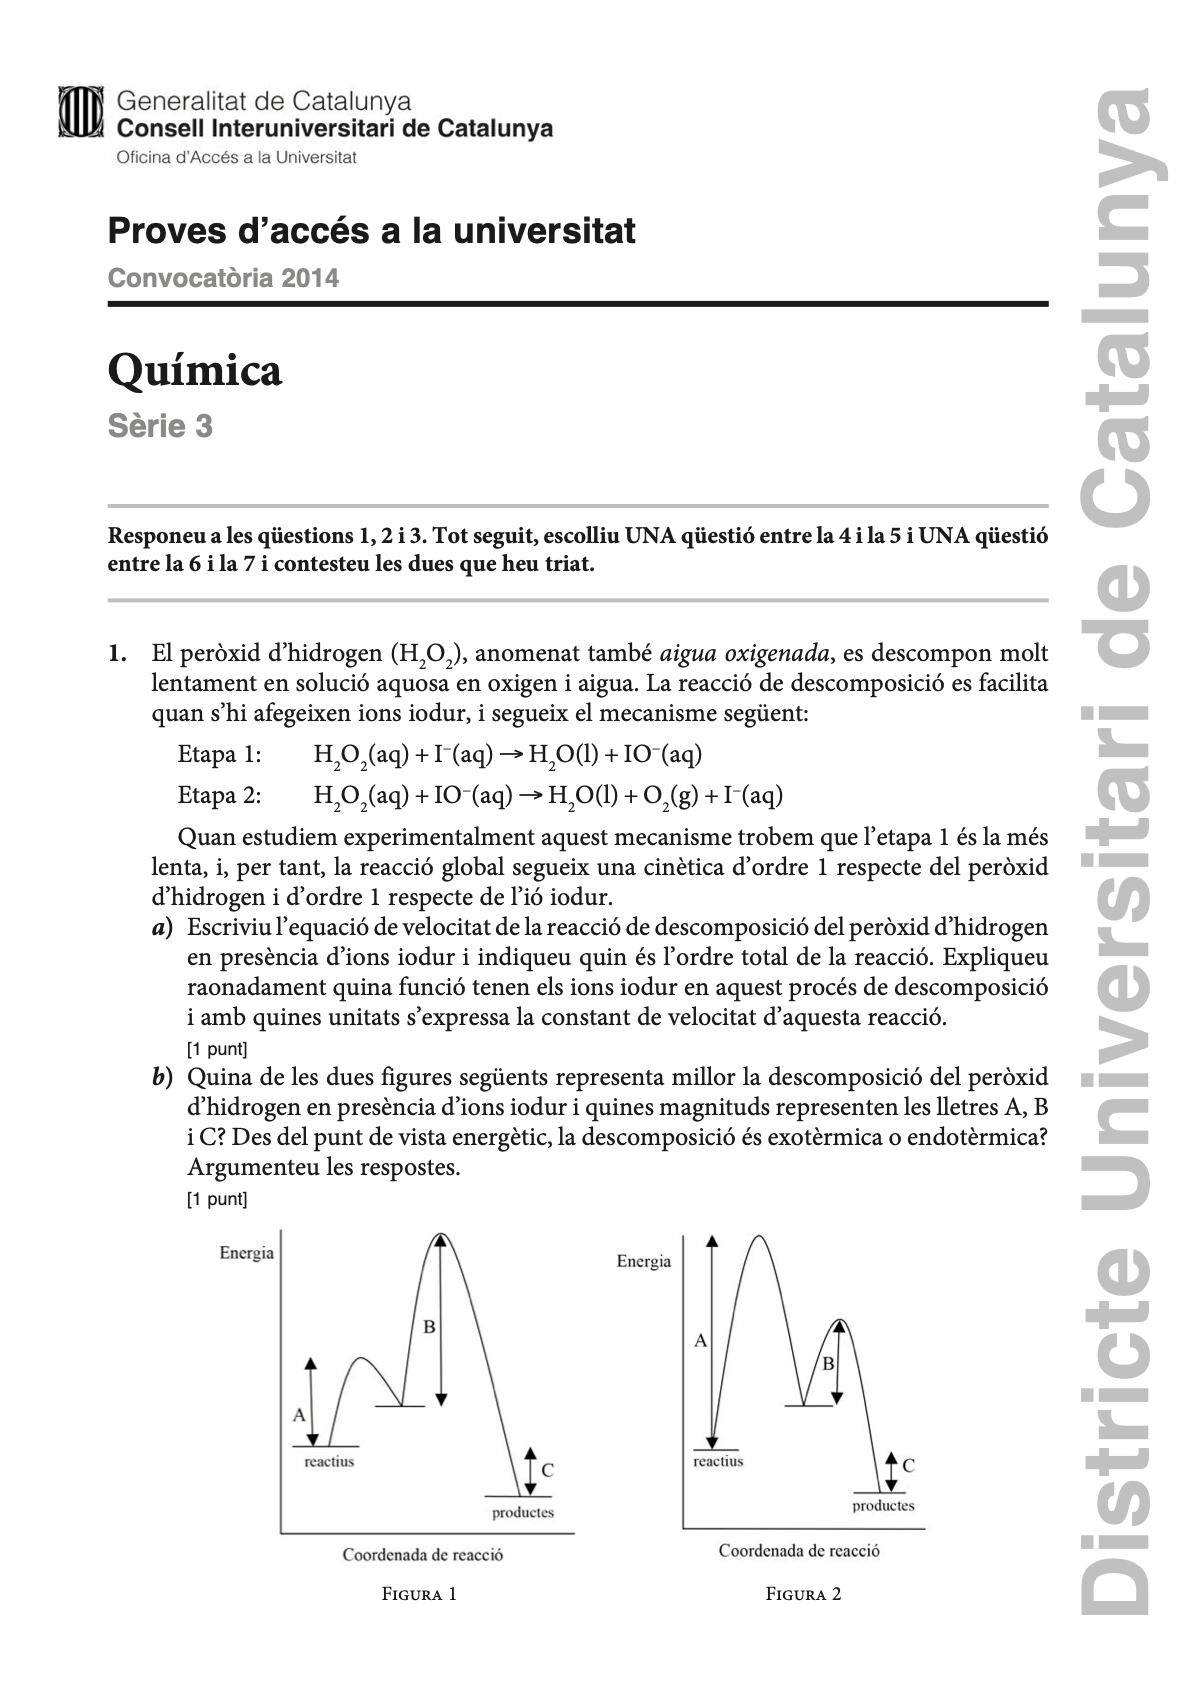 Generalitat de Catalunya
Consell Interuniversitari de Catalunya
Oficina d'Accés a la Universitat
Proves d'accés a la universitat
Convocatòria 2014
Química
Sèrie 3
Responeu a les qüestions 1, 2 i 3. Tot seguit, escolliu UNA qüestió entre la 4 i la 5 i UNA qüestió
entre la 6 i la 7 i contesteu les dues que heu triat.
1. El peròxid d'hidrogen (H₂O₂), anomenat també aigua oxigenada, es descompon molt
lentament en solució aquosa en oxigen i aigua. La reacció de descomposició es facilita
quan s'hi afegeixen ions iodur, i segueix el mecanisme següent:
Etapa 1: H₂O₂(aq) + I⁻(aq) → H₂O(l) + IO⁻(aq)
Etapa 2: H₂O₂(aq) + IO⁻(aq) → H₂O(l) + O₂(g) + I⁻(aq)
Quan estudiem experimentalment aquest mecanisme trobem que l'etapa 1 és la més
lenta, i, per tant, la reacció global segueix una cinètica d'ordre 1 respecte del peròxid
d'hidrogen i d'ordre 1 respecte de l'ió iodur.
a) Escriviu l'equació de velocitat de la reacció de descomposició del peròxid d'hidrogen
en presència d'ions iodur i indiqueu quin és l'ordre total de la reacció. Expliqueu
raonadament quina funció tenen els ions iodur en aquest procés de descomposició
i amb quines unitats s'expressa la constant de velocitat d'aquesta reacció.
[1 punt]
b) Quina de les dues figures següents representa millor la descomposició del peròxid
d'hidrogen en presència d'ions iodur i quines magnituds representen les lletres A, B
i C? Des del punt de vista energètic, la descomposició és exotèrmica o endotèrmica?
Argumenteu les respostes.
[1 punt]
Energia
A
B
C
reactius
productes
Coordenada de reacció
FIGURA 1
Energia
A
B
C
reactius
productes
Coordenada de reacció
FIGURA 2
Districte Universitari de Catalunya